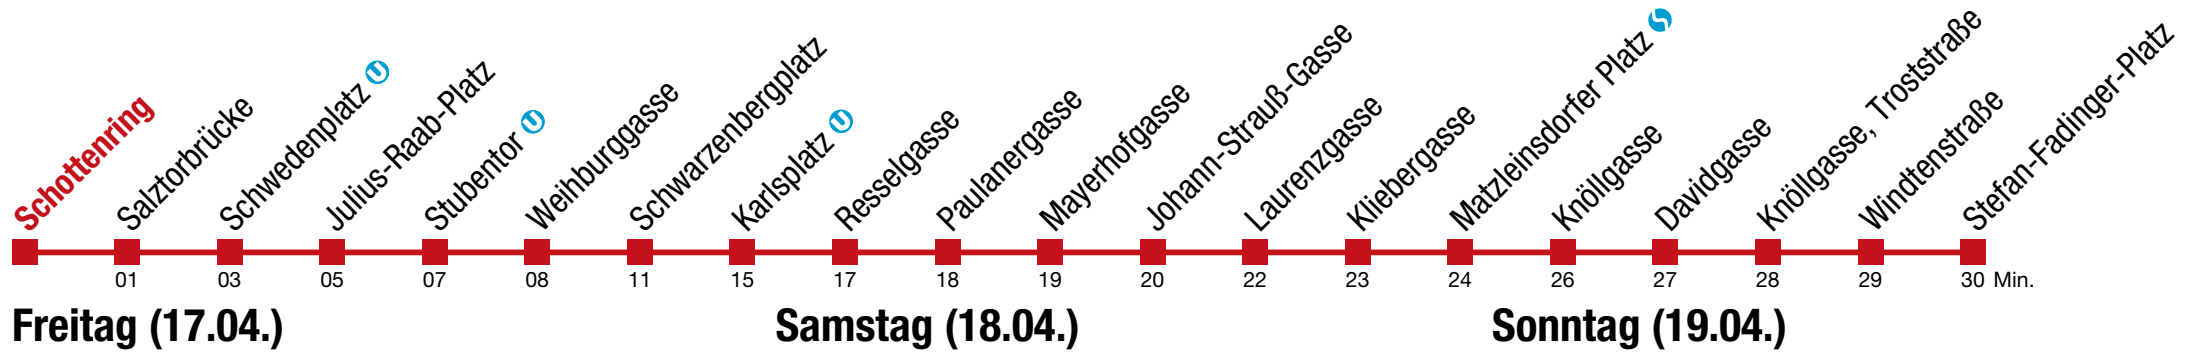 Schottenring
Salztorbrücke
Schwedenplatz
Julius-Raab-Platz
Stubentor
Weihburggasse
Schwarzenbergplatz
Karlsplatz
Resselgasse
Paulanergasse
Mayerhofgasse
Johann-Strauß-Gasse
Laurenzgasse
Kliebergasse
Matzleinsdorfer Platz
Knöllgasse
Davidgasse
Knöllgasse, Troststraße
Windtenstraße
Stefan-Fadinger-Platz
01 03 05 07 08 11 15 17 18 19 20 22 23 24 26 27 28 29 30 Min.
Freitag (17.04.) Samstag (18.04.) Sonntag (19.04.)